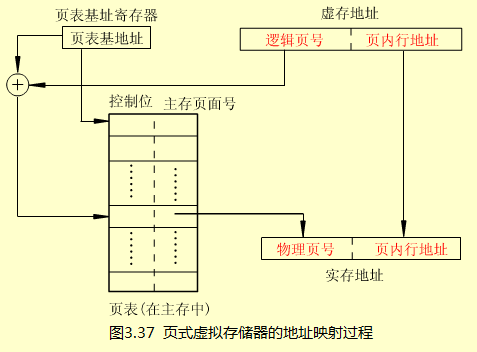 页表基址寄存器
虚存地址
页表基地址
逻辑页号
页内行地址
+
控制位
主存页面号
物理页号
页内行地址
实存地址
页表(在主存中)
图3.37 页式虚拟存储器的地址映射过程